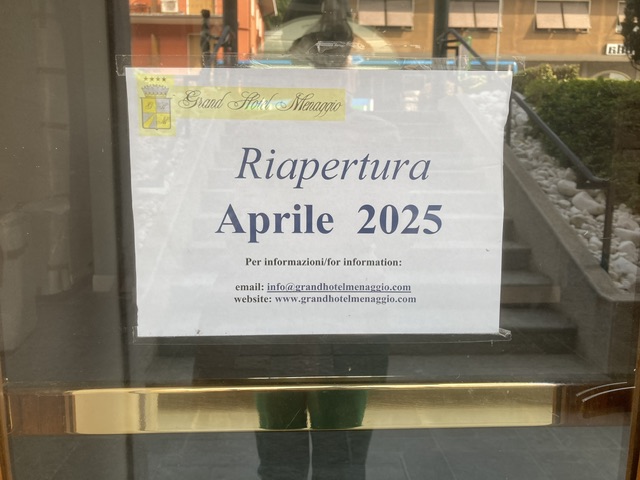 Grand Hotel Menaggio
Riapertura
Aprile 2025
Per informazioni/for information:
email: info@grandhotelmenaggio.com
website: www.grandhotelmenaggio.com